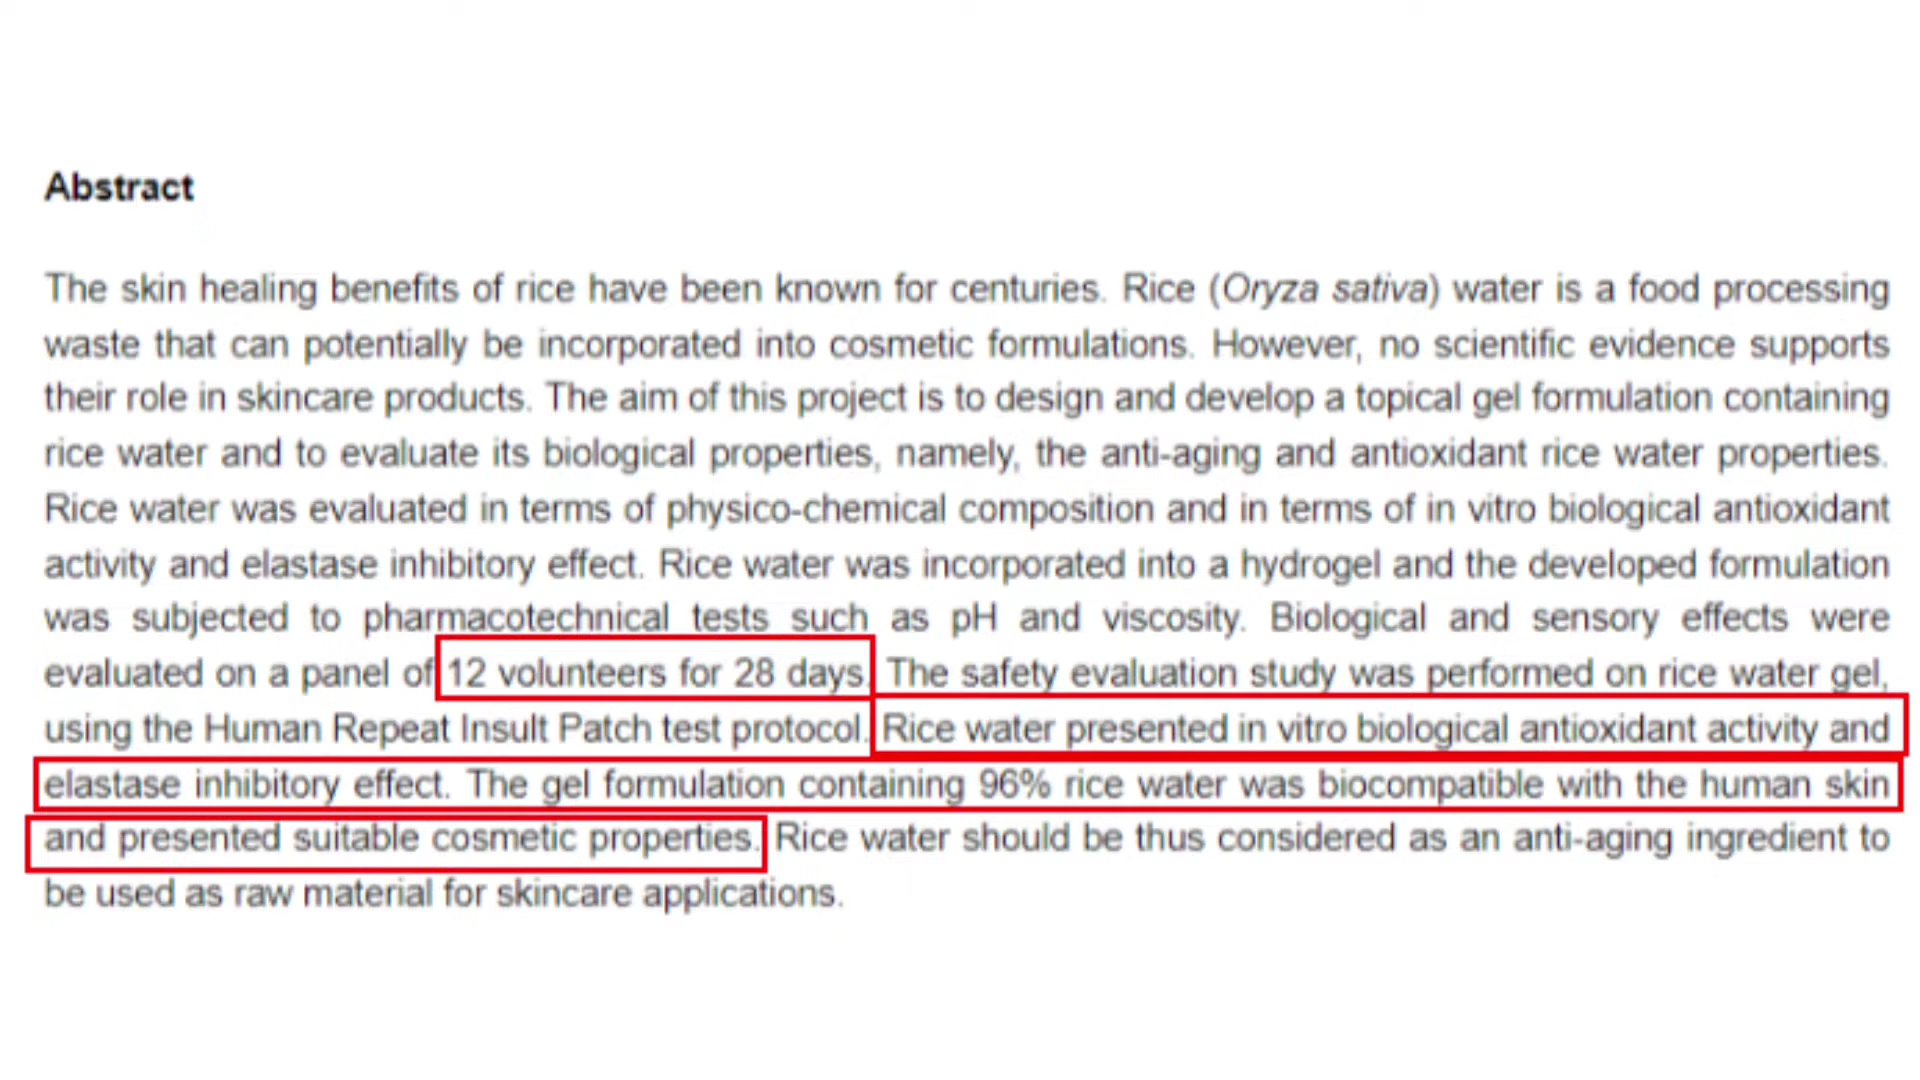 Abstract
The skin healing benefits of rice have been known for centuries. Rice (Oryza sativa) water is a food processing
waste that can potentially be incorporated into cosmetic formulations. However, no scientific evidence supports
their role in skincare products. The aim of this project is to design and develop a topical gel formulation containing
rice water and to evaluate its biological properties, namely, the anti-aging and antioxidant rice water properties.
Rice water was evaluated in terms of physico-chemical composition and in terms of in vitro biological antioxidant
activity and elastase inhibitory effect. Rice water was incorporated into a hydrogel and the developed formulation
was subjected to pharmacotechnical tests such as pH and viscosity. Biological and sensory effects were
evaluated on a panel of 12 volunteers for 28 days. The safety evaluation study was performed on rice water gel,
using the Human Repeat Insult Patch test protocol. Rice water presented in vitro biological antioxidant activity and
elastase inhibitory effect. The gel formulation containing 96% rice water was biocompatible with the human skin
and presented suitable cosmetic properties. Rice water should be thus considered as an anti-aging ingredient to
be used as raw material for skincare applications.